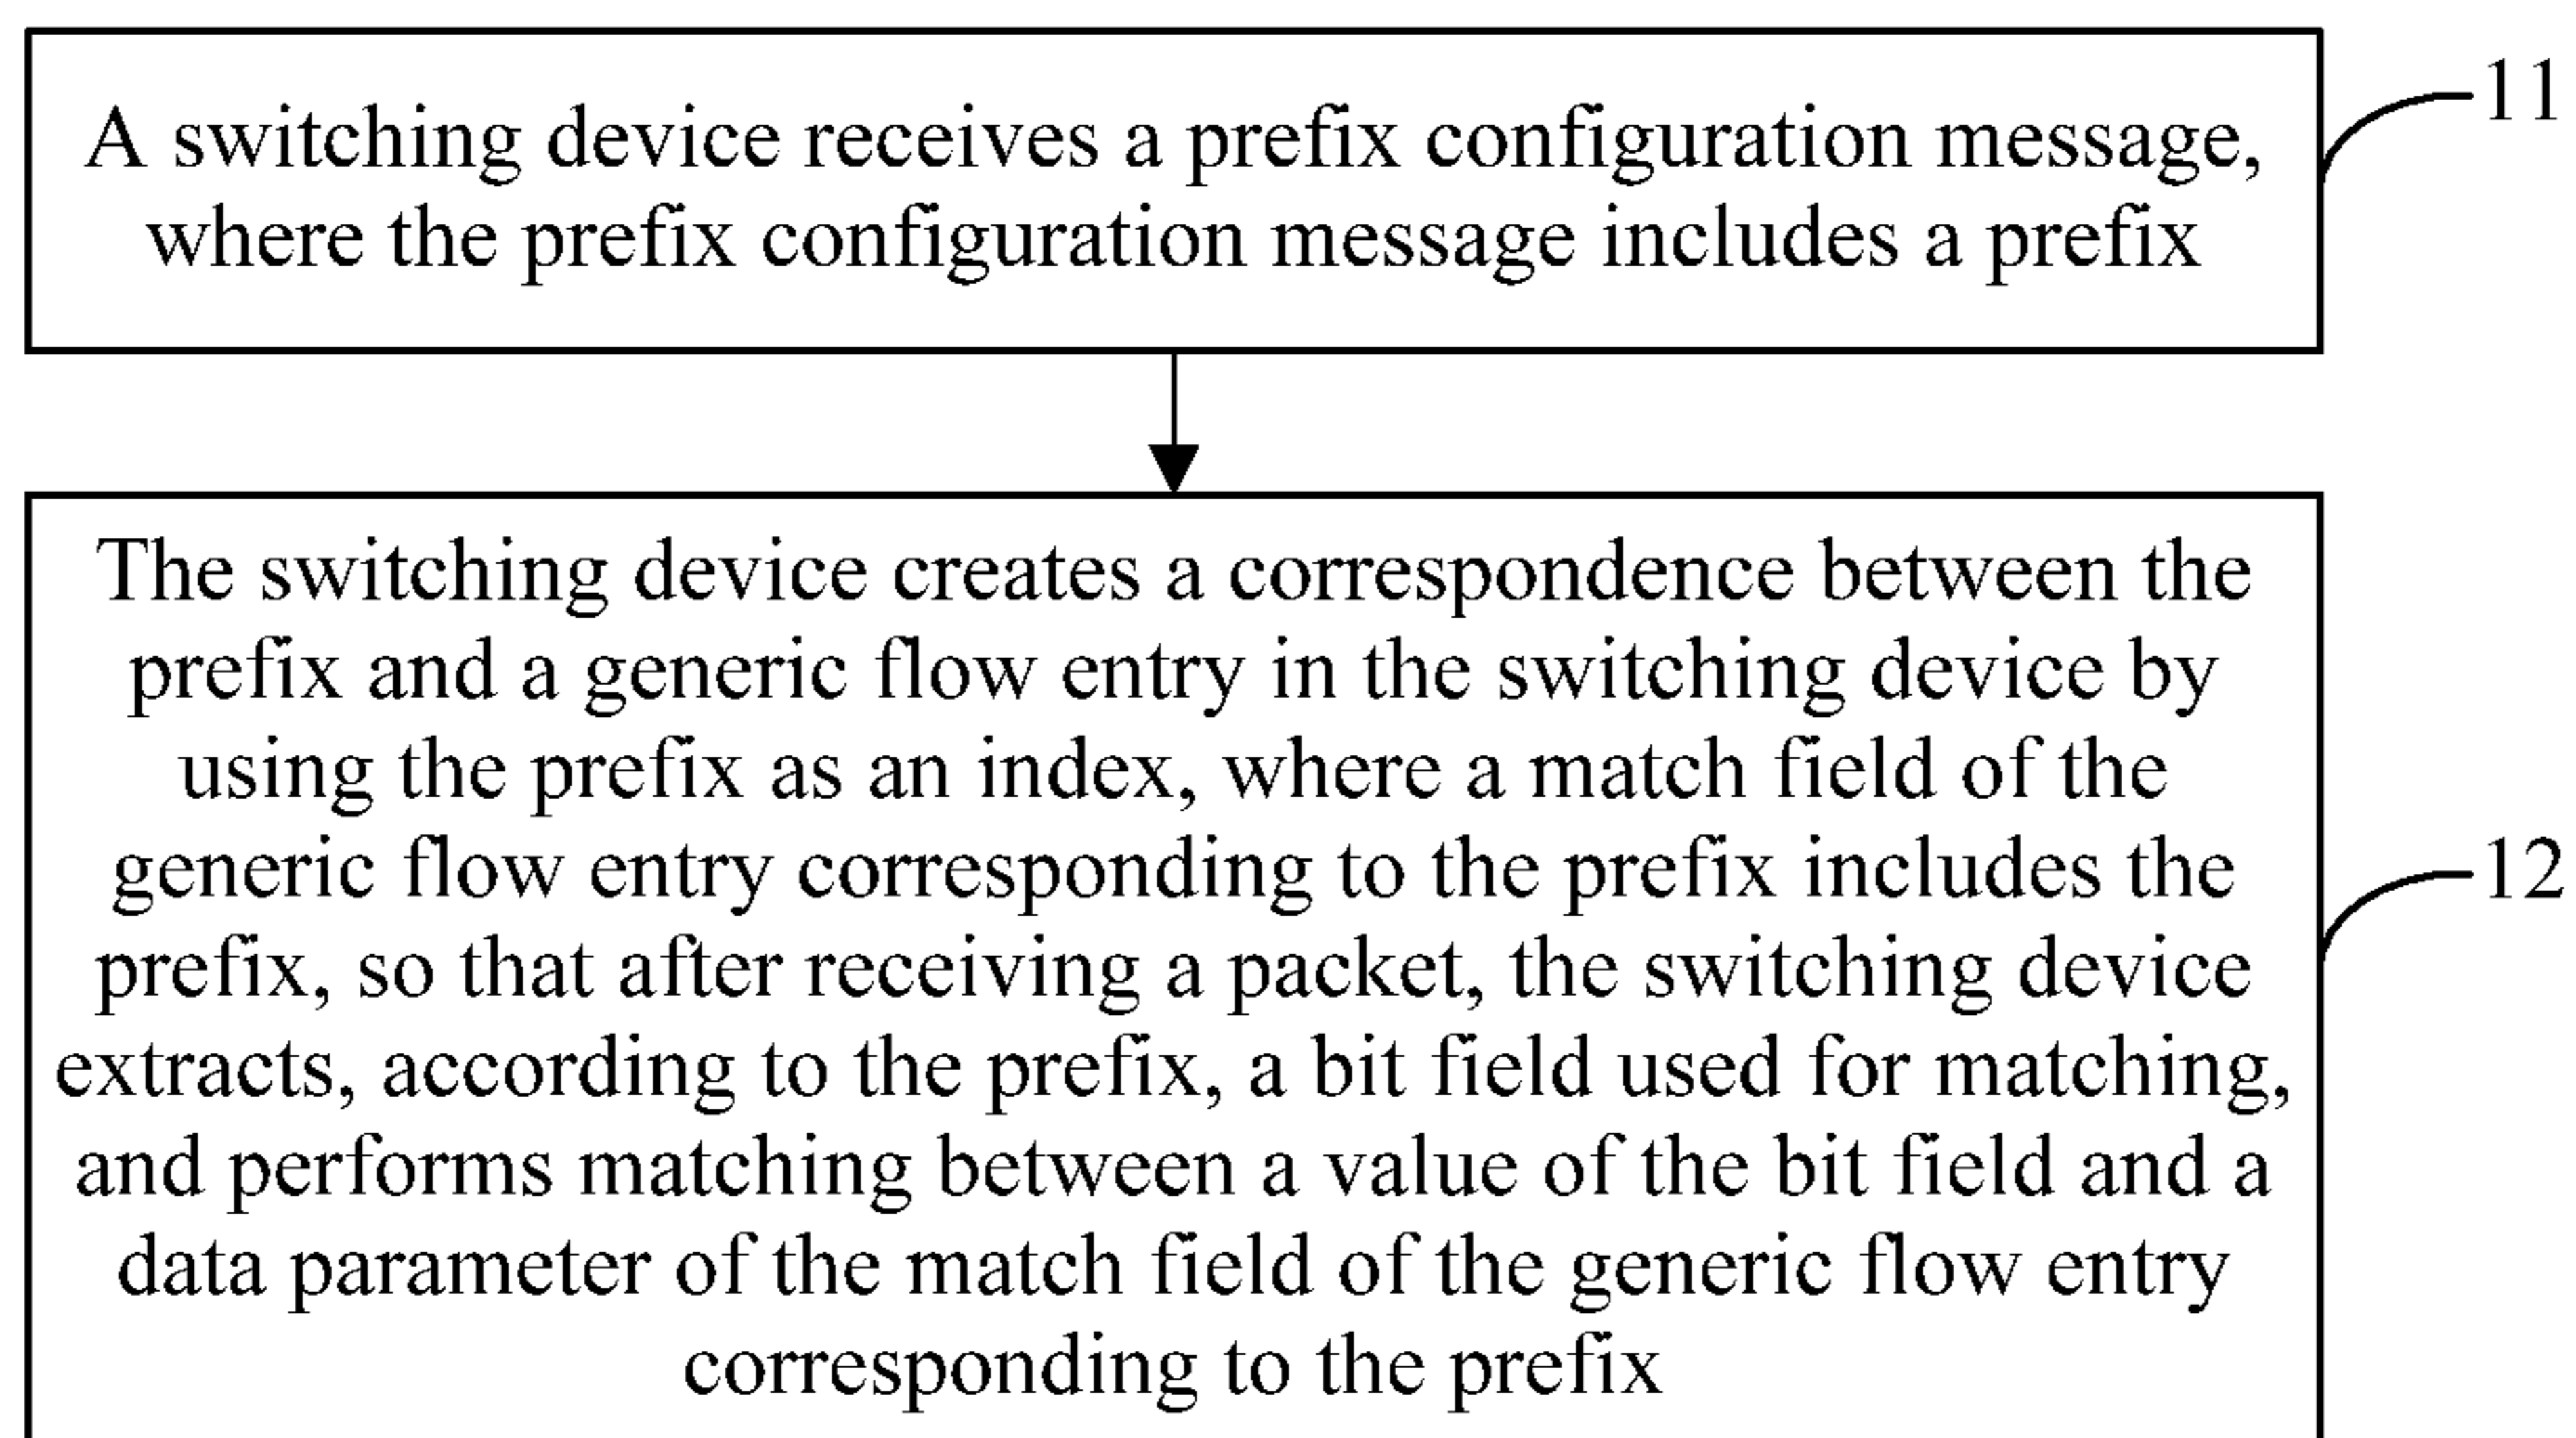 A switching device receives a prefix configuration message,
where the prefix configuration message includes a prefix
11
The switching device creates a correspondence between the
prefix and a generic flow entry in the switching device by
using the prefix as an index, where a match field of the
generic flow entry corresponding to the prefix includes the
prefix, so that after receiving a packet, the switching device
extracts, according to the prefix, a bit field used for matching,
and performs matching between a value of the bit field and a
data parameter of the match field of the generic flow entry
corresponding to the prefix
12